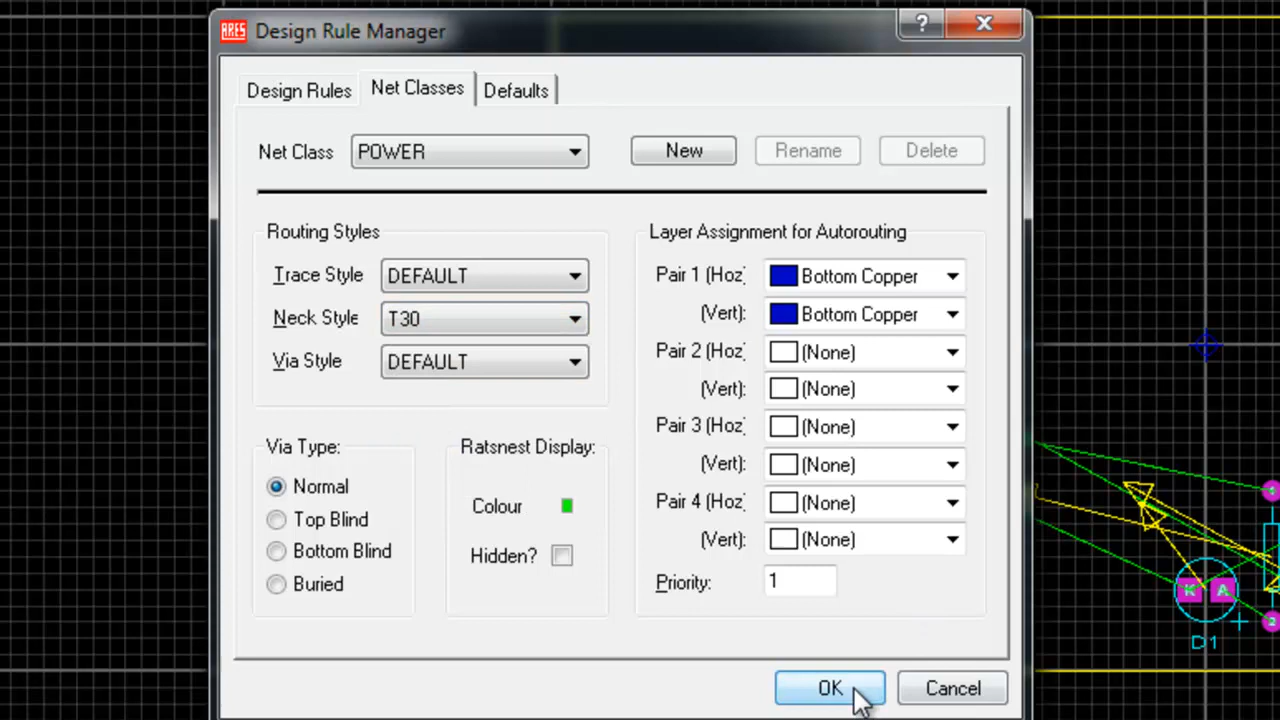 ARES Design Rule Manager ?
Design Rules Net Classes Defaults
Net Class POWER New Rename Delete
Routing Styles
Trace Style DEFAULT
Neck Style T30
Via Style DEFAULT
Via Type:
Normal
Top Blind
Bottom Blind
Buried
Ratsnest Display:
Colour
Hidden?
Layer Assignment for Autorouting
Pair 1 (Hoz) Bottom Copper
(Vert): Bottom Copper
Pair 2 (Hoz) (None)
(Vert): (None)
Pair 3 (Hoz) (None)
(Vert): (None)
Pair 4 (Hoz) (None)
(Vert): (None)
Priority: 1
OK Cancel
K A
D1
2